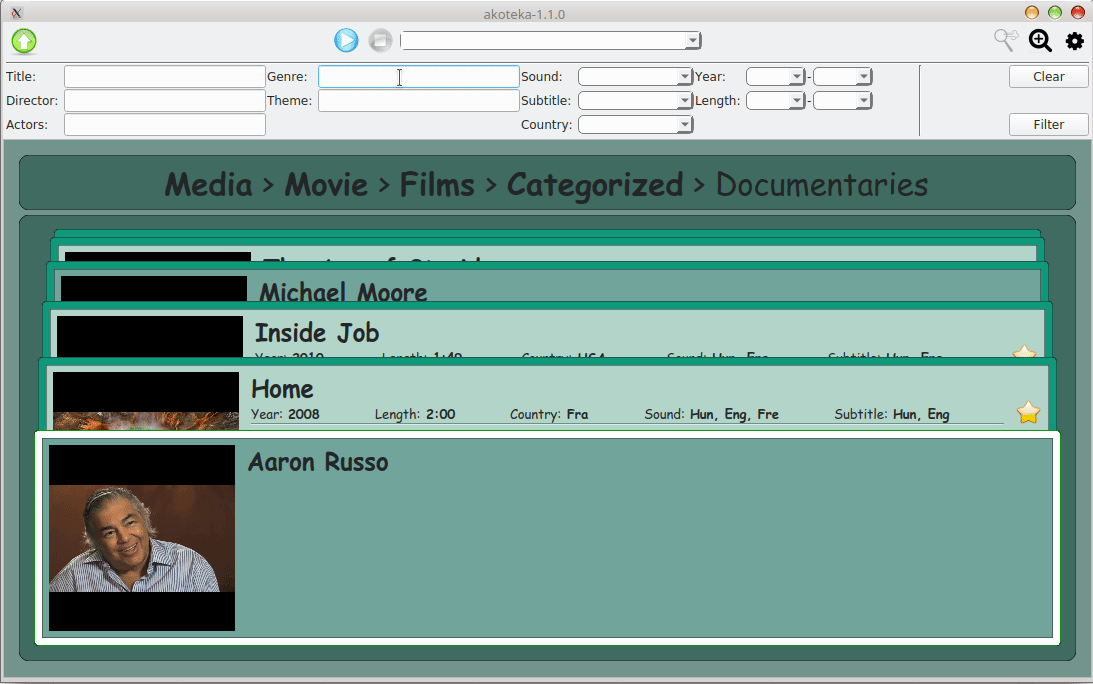 akoteka-1.1.0
Title: Genre: Sound: Year: - Clear
Director: Theme: Subtitle: Length: -
Actors: Country: Filter
Media > Movie > Films > Categorized > Documentaries
Michael Moore
Inside Job
Year: 2010 Length: 1:49 Country: USA Sound: Hun, Eng Subtitle: Hun, Eng
Home
Year: 2008 Length: 2:00 Country: Fra Sound: Hun, Eng, Fre Subtitle: Hun, Eng
Aaron Russo